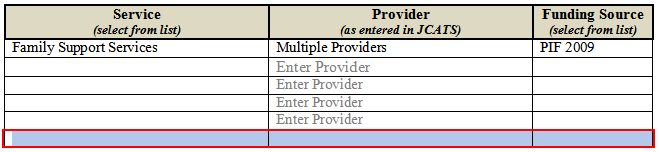 Service Provider Funding Source
(select from list) (as entered in JCATS) (select from list)
Family Support Services Multiple Providers PIF 2009
Enter Provider
Enter Provider
Enter Provider
Enter Provider